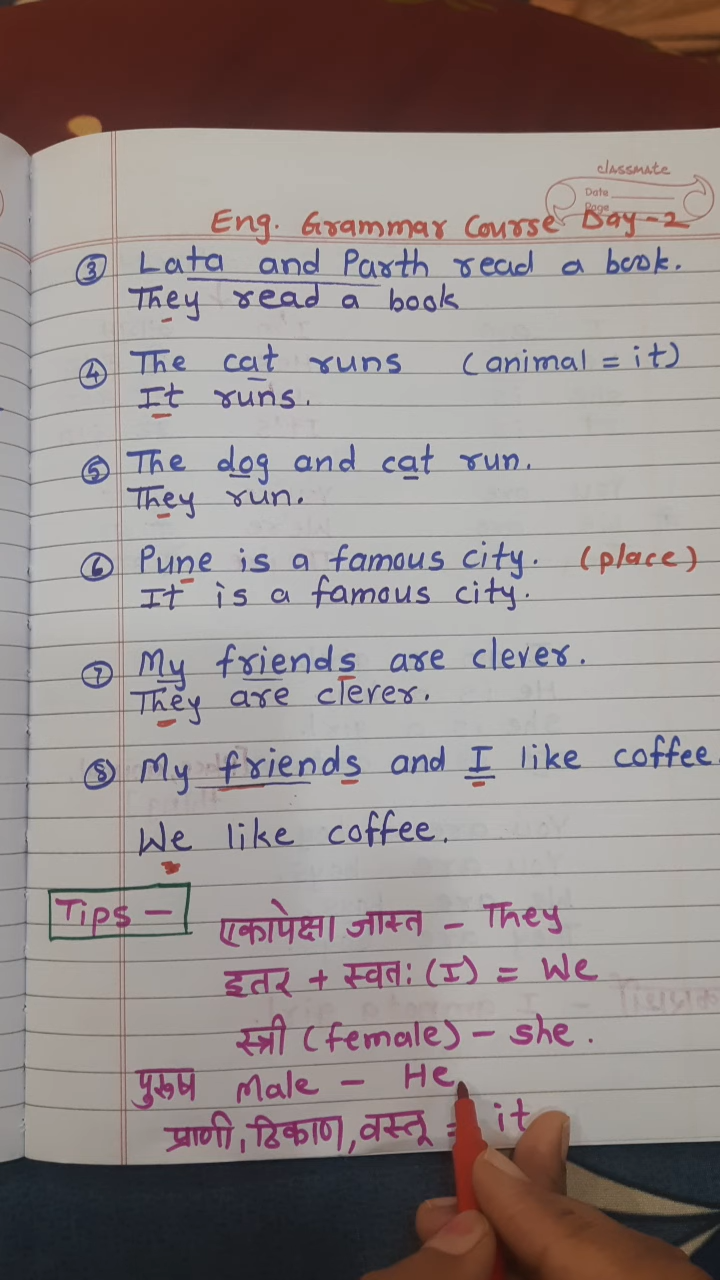 classmate
Date
Page
Eng. Grammar Course Day-2
③ Lata and Parth read a book.
They read a book
④ The cat runs (animal = it)
It runs.
⑤ The dog and cat run.
They run.
⑥ Pune is a famous city. (place)
It is a famous city.
⑦ My friends are clever.
They are clever.
⑧ My friends and I like coffee.
We like coffee.
Tips -
एकापेक्षा जास्त - They
इतर + स्वतः (I) = We
स्त्री (female) - she.
पुरूष Male - He
प्राणी, ठिकाण, वस्तू = it